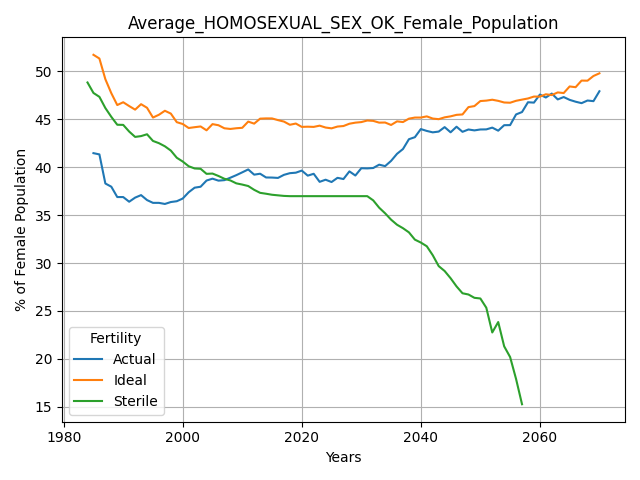 Average_HOMOSEXUAL_SEX_OK_Female_Population
% of Female Population
50
45
40
35
30
25
20
15
Fertility
Actual
Ideal
Sterile
1980
2000
2020
2040
2060
Years